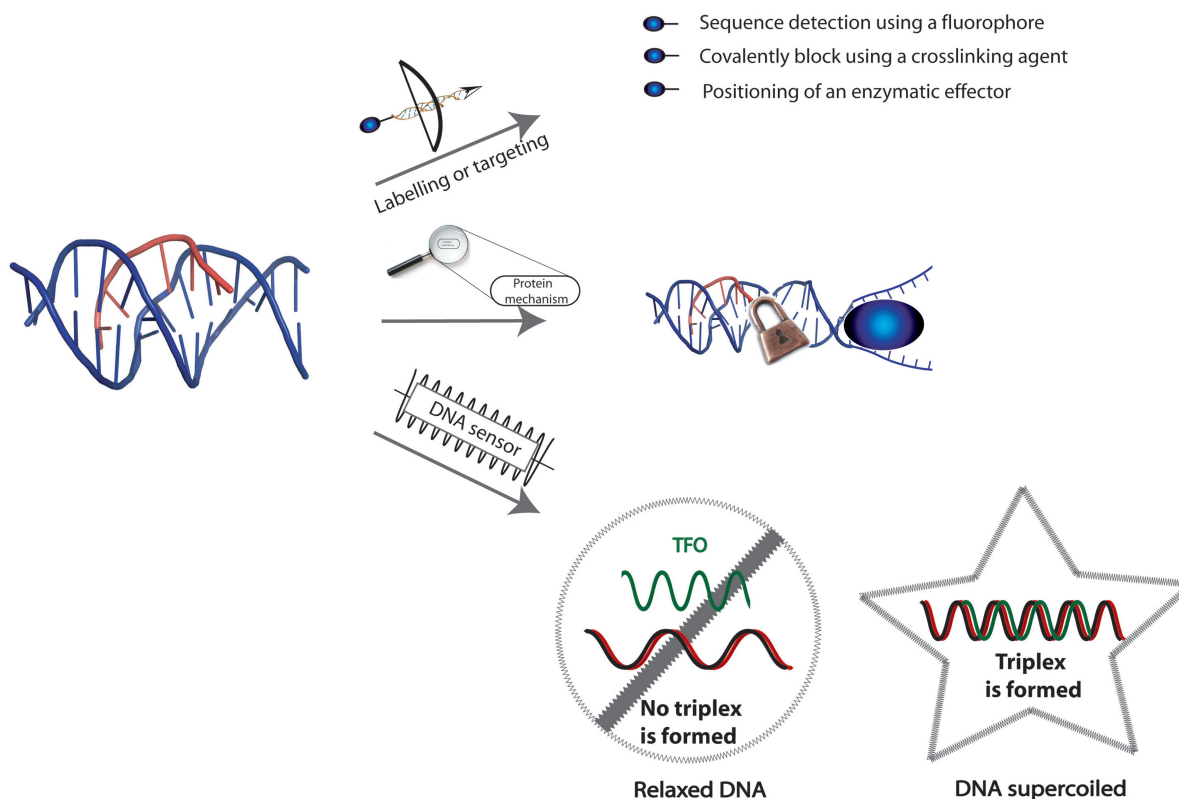 Sequence detection using a fluorophore
Covalently block using a crosslinking agent
Positioning of an enzymatic effector
Labelling or targeting
Protein
mechanism
DNA sensor
TFO
No triplex
is formed
Relaxed DNA
Triplex
is formed
DNA supercoiled